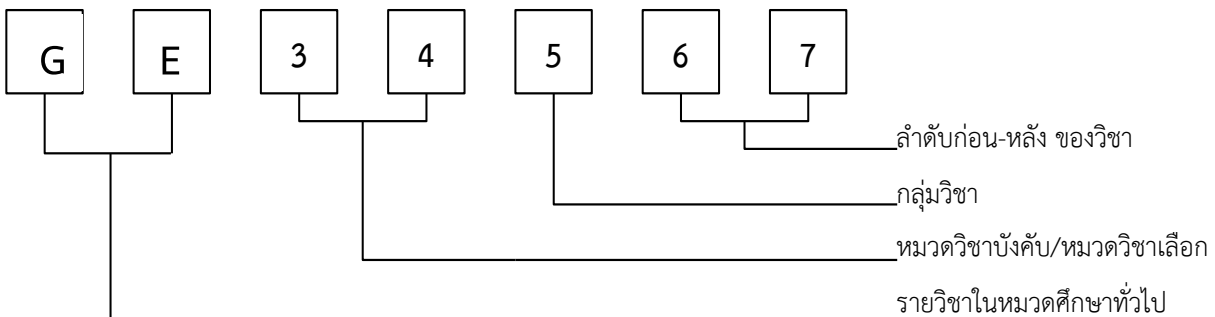 G E 3 4 5 6 7
ลำดับก่อน-หลัง ของวิชา
กลุ่มวิชา
หมวดวิชาบังคับ/หมวดวิชาเลือก
รายวิชาในหมวดศึกษาทั่วไป